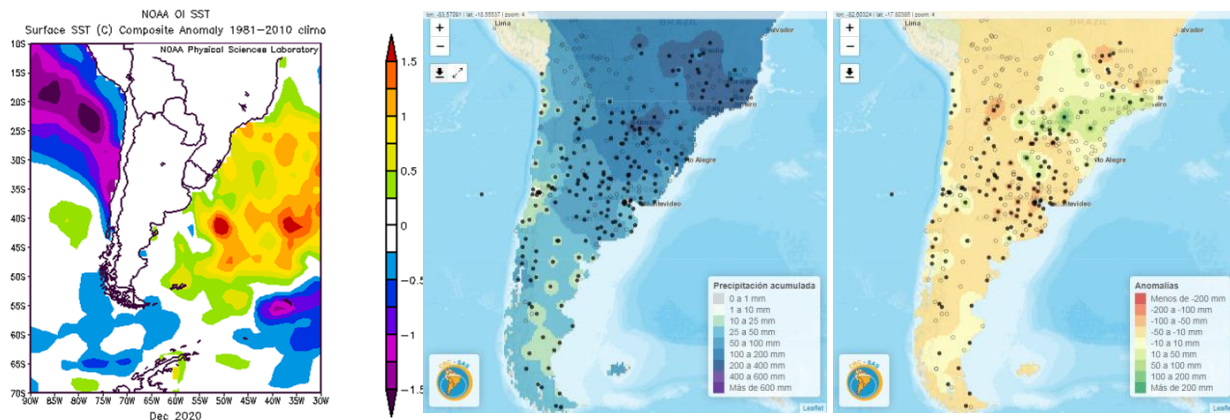 NOAA OI SST
Surface SST (C) Composite Anomaly 1981-2010 climo
NOAA Physical Sciences Laboratory
10S
15S
20S
25S
30S
35S
40S
45S
50S
55S
60S
65S
70S
90W 85W 80W 75W 70W 65W 60W 55W 50W 45W 40W 35W 30W
Dec 2020
1.5
1
0.5
0
-0.5
-1
-1.5
zoom: 4
+
−
Lima
BRAZIL
Salvador
Montevideo
Precipitación acumulada
0 a 1 mm
1 a 10 mm
10 a 25 mm
25 a 50 mm
50 a 100 mm
100 a 200 mm
200 a 400 mm
400 a 600 mm
Más de 600 mm
Leaflet
zoom: 4
+
−
Lima
Salvador
Montevideo
Anomalías
Menos de -200 mm
-200 a -100 mm
-100 a -50 mm
-50 a -10 mm
-10 a 10 mm
10 a 50 mm
50 a 100 mm
100 a 200 mm
Más de 200 mm
Leaflet